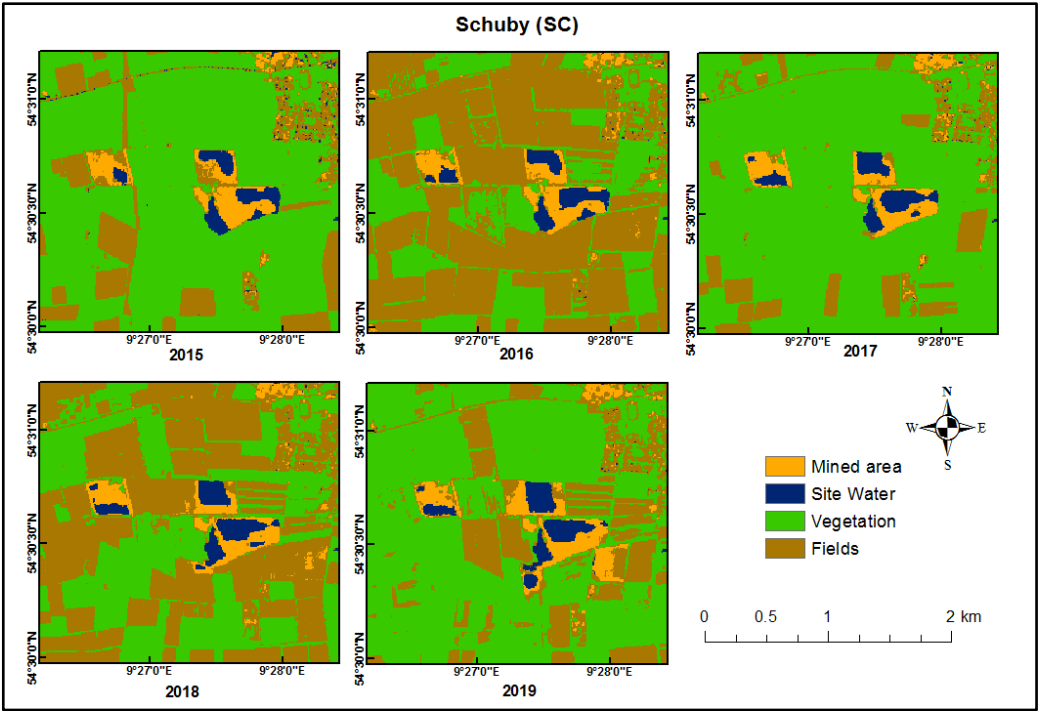 Schuby (SC)
54°31'0"N
54°30'30"N
54°30'0"N
9°27'0"E
9°28'0"E
2015
54°31'0"N
54°30'30"N
54°30'0"N
9°27'0"E
9°28'0"E
2016
54°31'0"N
54°30'30"N
54°30'0"N
9°27'0"E
9°28'0"E
2017
54°31'0"N
54°30'30"N
54°30'0"N
9°27'0"E
9°28'0"E
2018
54°31'0"N
54°30'30"N
54°30'0"N
9°27'0"E
9°28'0"E
2019
N
W E
S
Mined area
Site Water
Vegetation
Fields
0 0.5 1 2 km